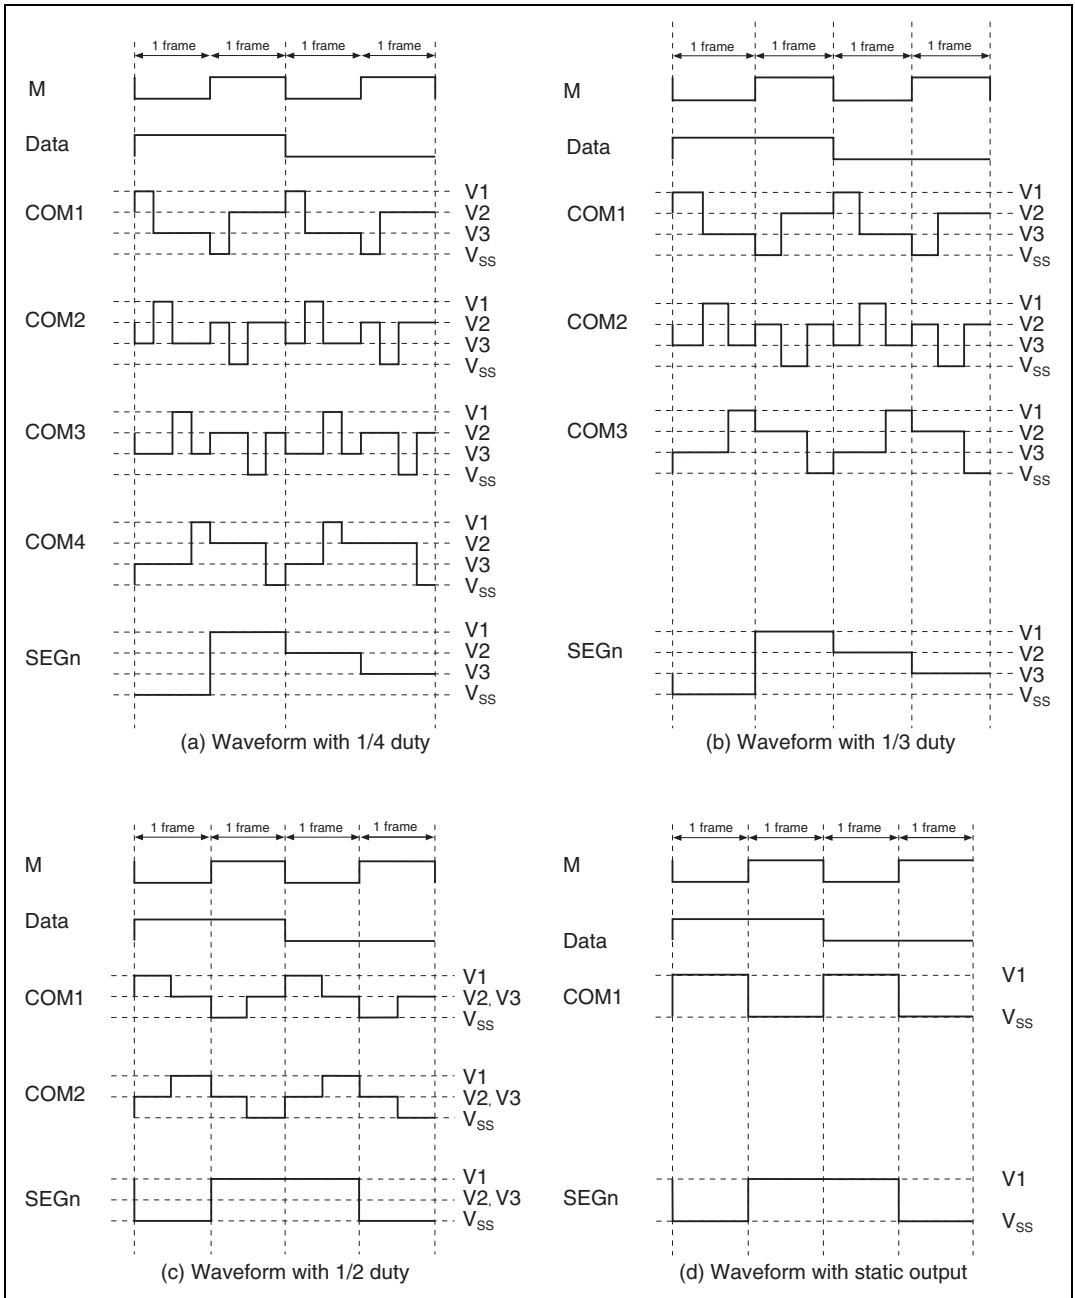 1 frame 1 frame 1 frame 1 frame
M
Data
COM1
V1
V2
V3
VSS
COM2
V1
V2
V3
VSS
COM3
V1
V2
V3
VSS
COM4
V1
V2
V3
VSS
SEGn
V1
V2
V3
VSS
(a) Waveform with 1/4 duty
1 frame 1 frame 1 frame 1 frame
M
Data
COM1
V1
V2
V3
VSS
COM2
V1
V2
V3
VSS
COM3
V1
V2
V3
VSS
SEGn
V1
V2
V3
VSS
(b) Waveform with 1/3 duty
1 frame 1 frame 1 frame 1 frame
M
Data
COM1
V1
V2, V3
VSS
COM2
V1
V2, V3
VSS
SEGn
V1
V2, V3
VSS
(c) Waveform with 1/2 duty
1 frame 1 frame 1 frame 1 frame
M
Data
COM1
V1
VSS
SEGn
V1
VSS
(d) Waveform with static output